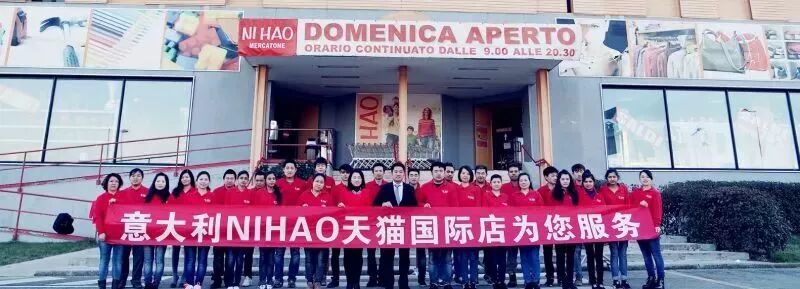 NI HAO
MERCATONE
DOMENICA APERTO
ORARIO CONTINUATO DALLE 9.00 ALLE 20.30
HAO
SALDI
意大利NIHAO天猫国际店为您服务